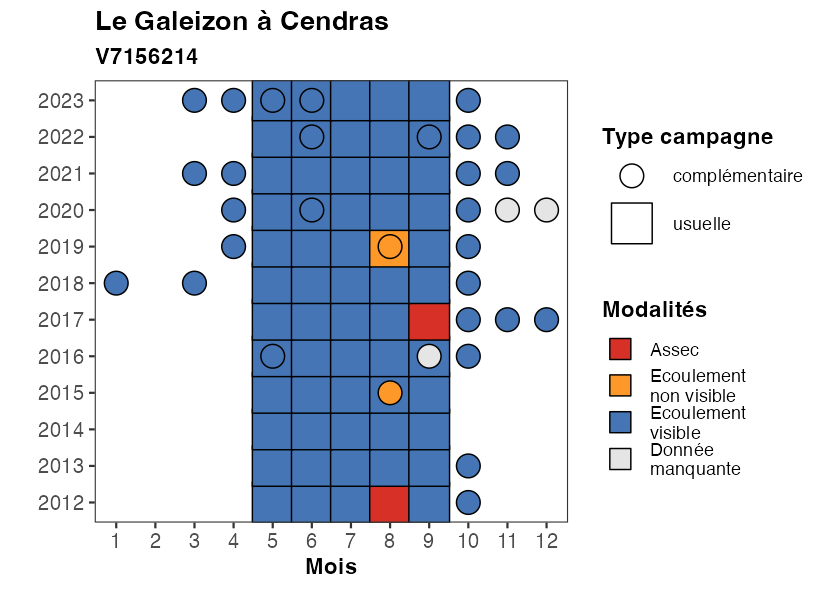 Le Galeizon à Cendras
V7156214
2023
2022
2021
2020
2019
2018
2017
2016
2015
2014
2013
2012
1 2 3 4 5 6 7 8 9 10 11 12
Mois
Type campagne
complémentaire
usuelle
Modalités
Assec
Ecoulement
non visible
Ecoulement
visible
Donnée
manquante